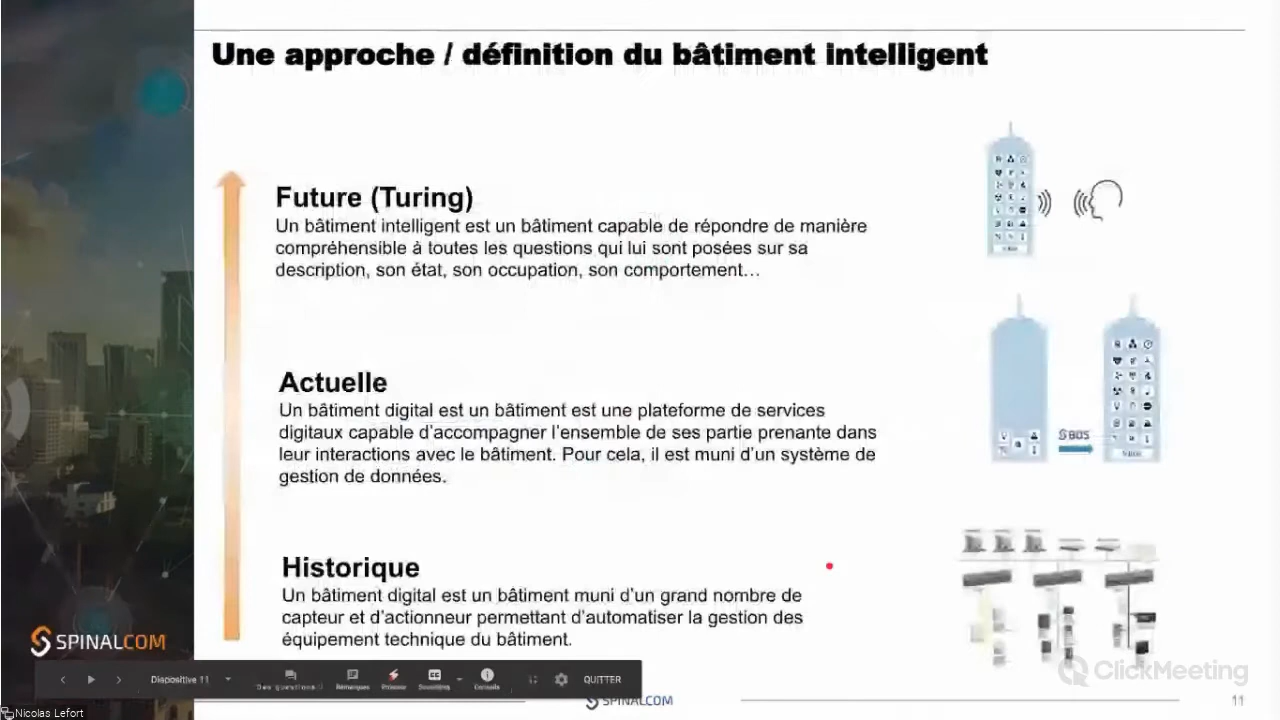 Une approche / définition du bâtiment intelligent
Future (Turing)
Un bâtiment intelligent est un bâtiment capable de répondre de manière
compréhensible à toutes les questions qui lui sont posées sur sa
description, son état, son occupation, son comportement…
Actuelle
Un bâtiment digital est un bâtiment est une plateforme de services
digitaux capable d'accompagner l'ensemble de ses partie prenante dans
leur interactions avec le bâtiment. Pour cela, il est muni d'un système de
gestion de données.
BOS
Historique
Un bâtiment digital est un bâtiment muni d'un grand nombre de
capteur et d'actionneur permettant d'automatiser la gestion des
équipement technique du bâtiment.
SPINALCOM
Diapositive 11
Remarques
QUITTER
ClickMeeting
SPINALCOM
11
Nicolas Lefort